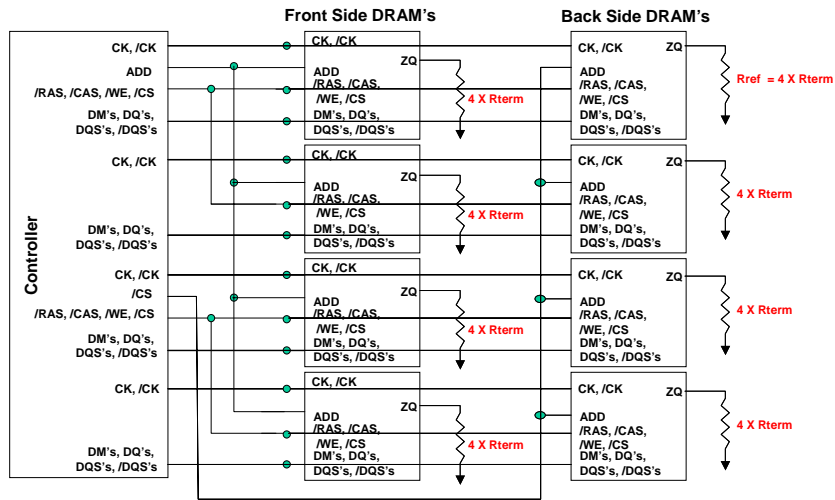 Front Side DRAM's
Back Side DRAM's
Controller
CK, /CK
ADD
/RAS, /CAS, /WE, /CS
DM's, DQ's,
DQS's, /DQS's
CK, /CK
DM's, DQ's,
DQS's, /DQS's
CK, /CK
/CS
/RAS, /CAS, /WE, /CS
DM's, DQ's,
DQS's, /DQS's
CK, /CK
DM's, DQ's,
DQS's, /DQS's
CK, /CK
ZQ
ADD
/RAS, /CAS,
/WE, /CS
DM's, DQ's,
DQS's, /DQS's
4 X Rterm
CK, /CK
ZQ
ADD
/RAS, /CAS,
/WE, /CS
DM's, DQ's,
DQS's, /DQS's
4 X Rterm
CK, /CK
ZQ
ADD
/RAS, /CAS,
/WE, /CS
DM's, DQ's,
DQS's, /DQS's
4 X Rterm
CK, /CK
ZQ
ADD
/RAS, /CAS,
/WE, /CS
DM's, DQ's,
DQS's, /DQS's
4 X Rterm
CK, /CK
ZQ
ADD
/RAS, /CAS,
/WE, /CS
DM's, DQ's,
DQS's, /DQS's
Rref = 4 X Rterm
CK, /CK
ZQ
ADD
/RAS, /CAS,
/WE, /CS
DM's, DQ's,
DQS's, /DQS's
4 X Rterm
CK, /CK
ZQ
ADD
/RAS, /CAS,
/WE, /CS
DM's, DQ's,
DQS's, /DQS's
4 X Rterm
CK, /CK
ZQ
ADD
/RAS, /CAS,
/WE, /CS
DM's, DQ's,
DQS's, /DQS's
4 X Rterm